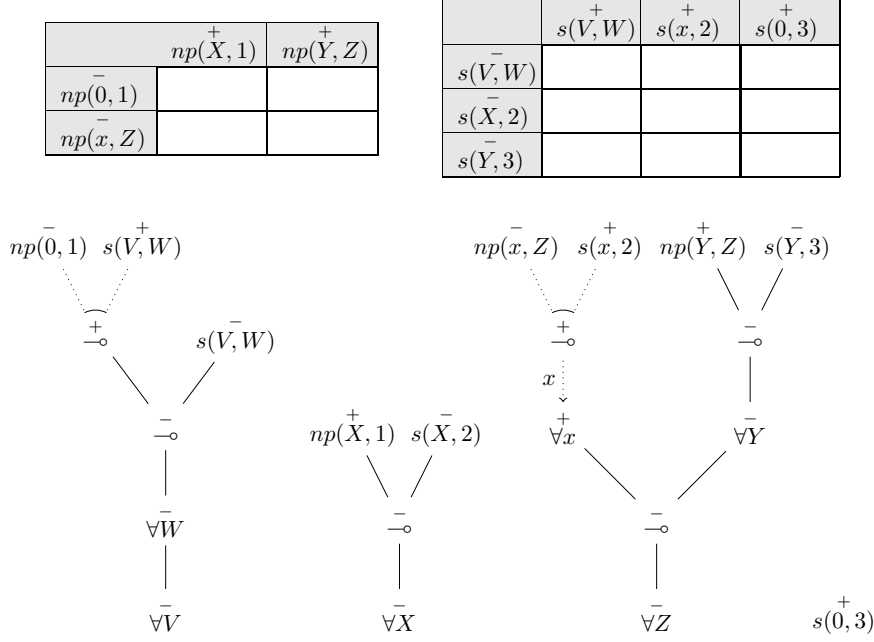 + + + + +
np(X, 1) np(Y, Z) s(V, W) s(x, 2) s(0, 3)
− −
np(0, 1) s(V, W)
− −
np(x, Z) s(X, 2)
−
s(Y, 3)
− + − + + −
np(0, 1) s(V, W) np(x, Z) s(x, 2) np(Y, Z) s(Y, 3)
+ − + −
⊸ s(V, W) ⊸ ⊸
x
− + − + −
⊸ np(X, 1) s(X, 2) ∀x ∀Y
− − −
∀W ⊸ ⊸
− − − +
∀V ∀X ∀Z s(0, 3)